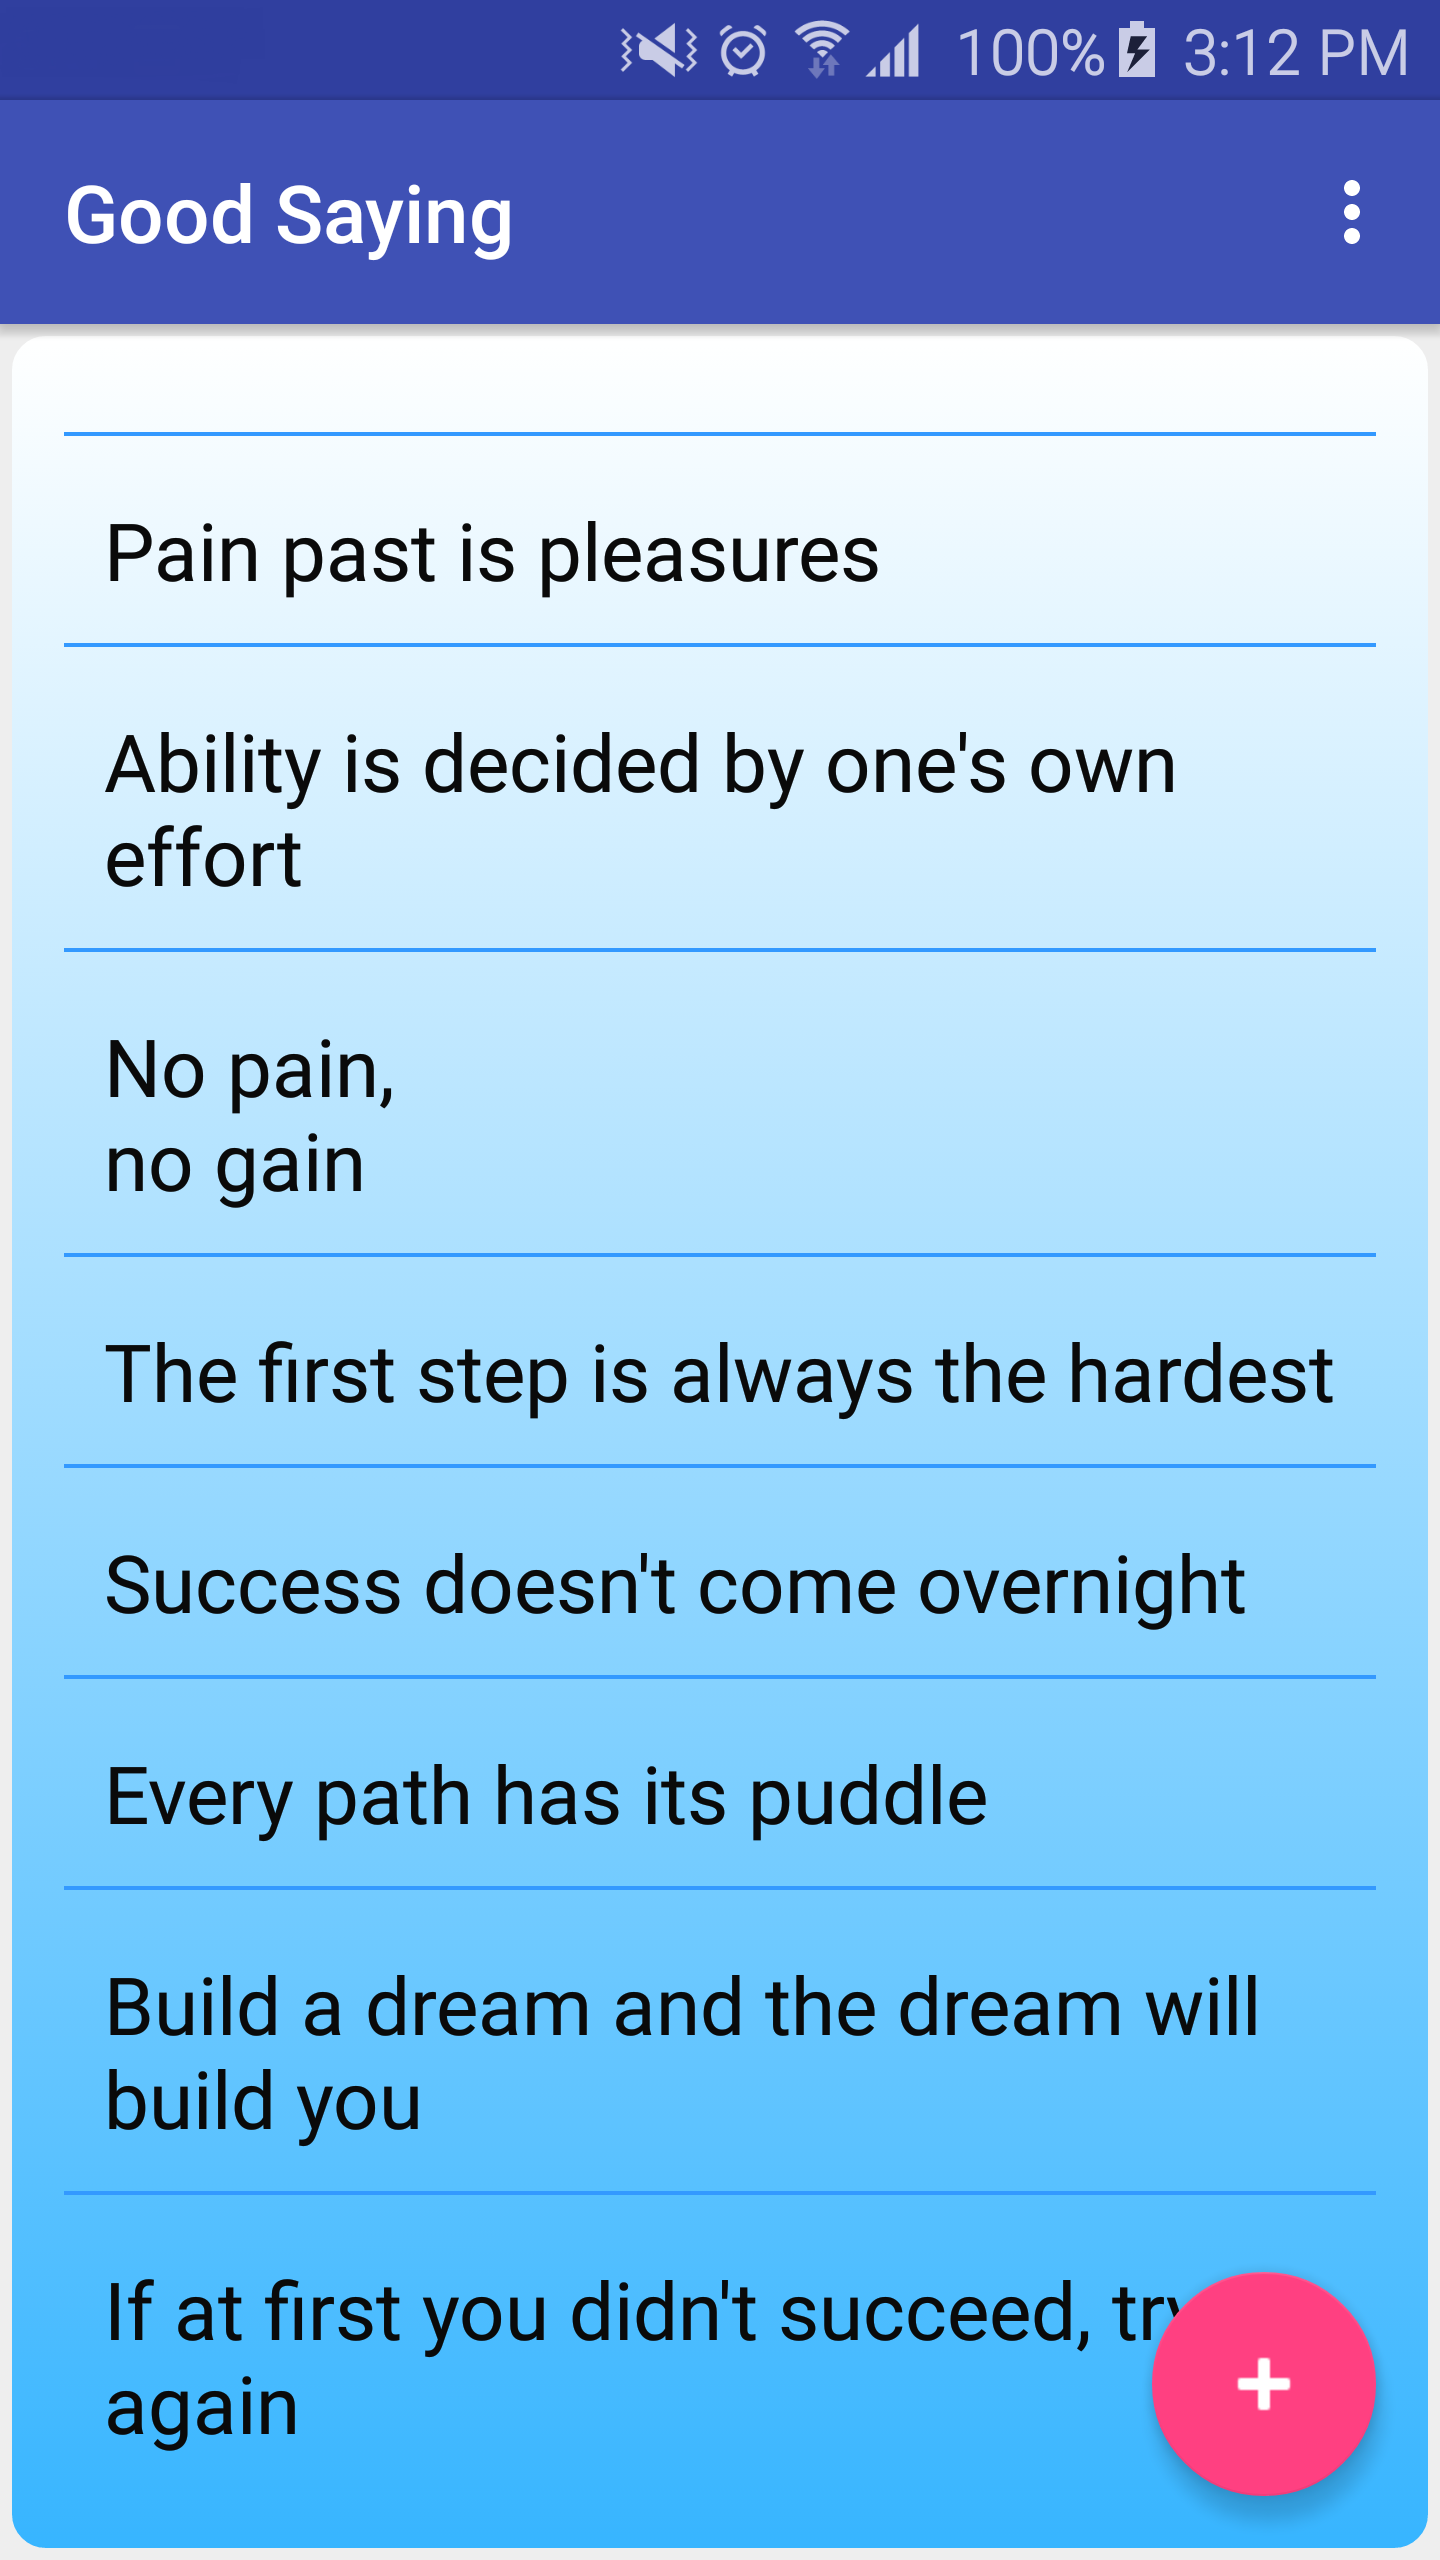 100% 3:12 PM
Good Saying
Pain past is pleasures
Ability is decided by one's own
effort
No pain,
no gain
The first step is always the hardest
Success doesn't come overnight
Every path has its puddle
Build a dream and the dream will
build you
If at first you didn't succeed, try
again